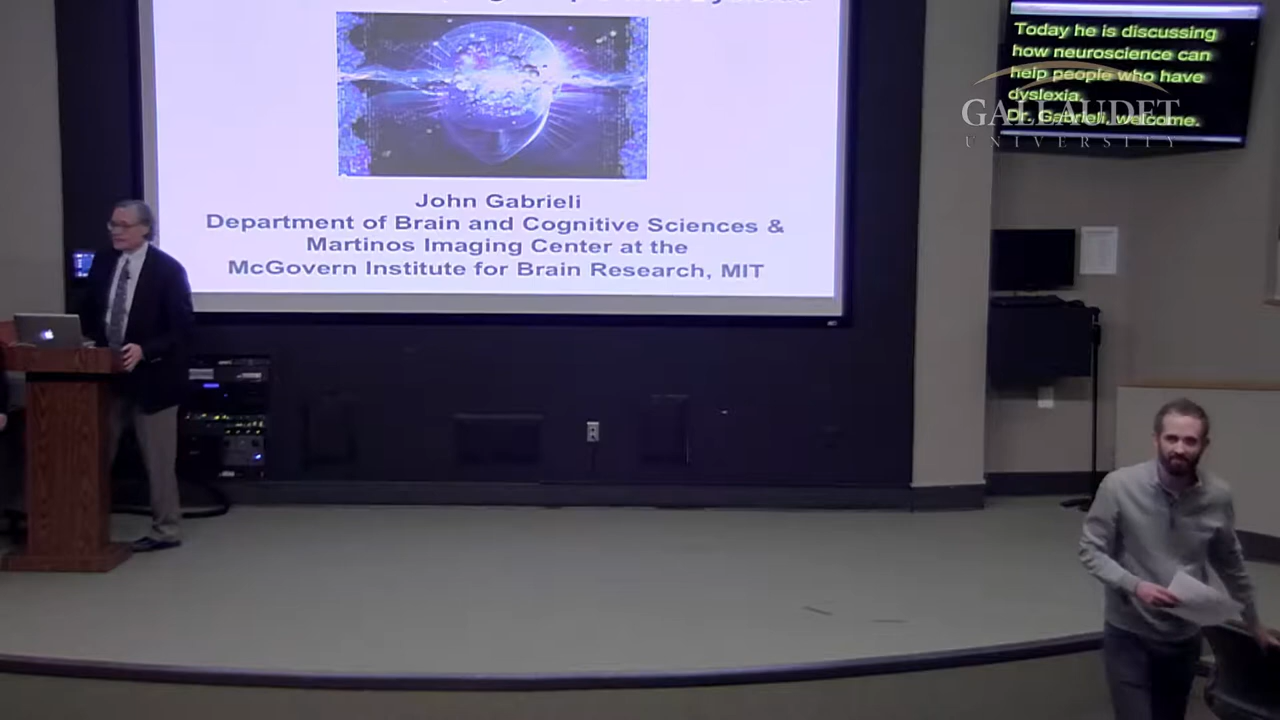 John Gabrieli
Department of Brain and Cognitive Sciences &
Martinos Imaging Center at the
McGovern Institute for Brain Research, MIT
Today he is discussing
how neuroscience can
help people who have
dyslexia.
Dr. Gabrieli, welcome.
GALLAUDET
UNIVERSITY